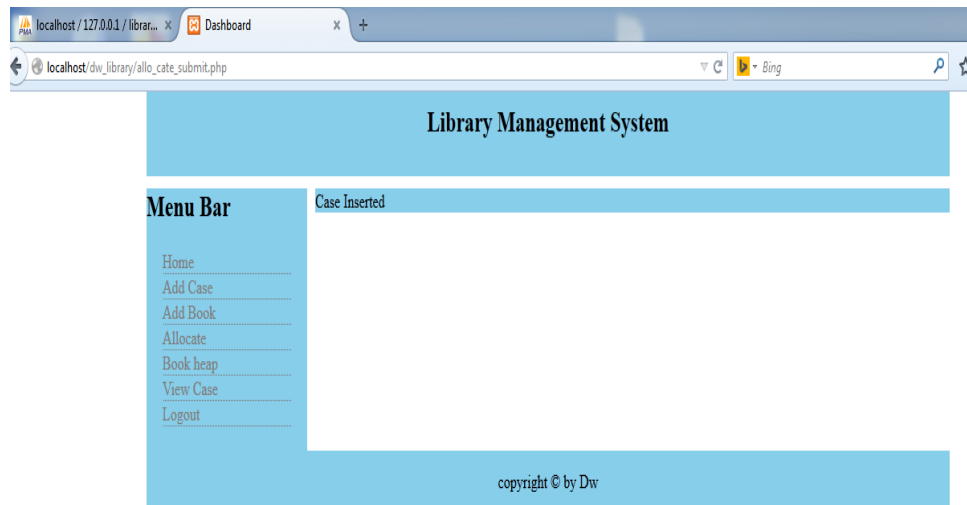 PMA localhost / 127.0.0.1 / librar... x Dashboard x +
localhost/dw_library/allo_cate_submit.php Bing
Library Management System
Menu Bar
Case Inserted
Home
Add Case
Add Book
Allocate
Book heap
View Case
Logout
copyright © by Dw